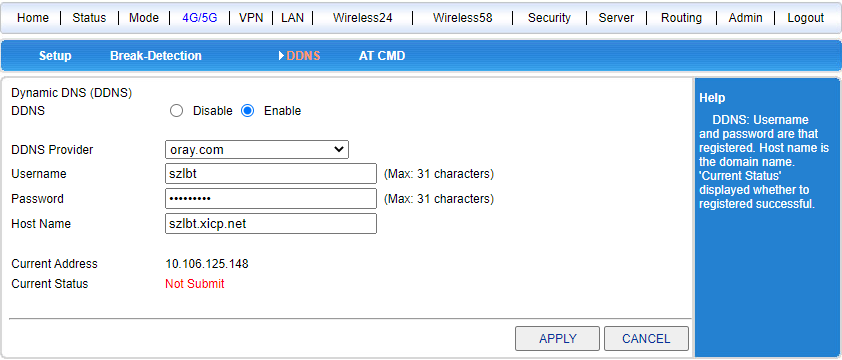 Home Status Mode 4G/5G VPN LAN Wireless24 Wireless58 Security Server Routing Admin Logout
Setup Break-Detection DDNS AT CMD
Dynamic DNS (DDNS)
DDNS Disable Enable
DDNS Provider oray.com
Username szlbt (Max: 31 characters)
Password ••••••••• (Max: 31 characters)
Host Name szlbt.xicp.net
Current Address 10.106.125.148
Current Status Not Submit
APPLY CANCEL
Help
DDNS: Username
and password are that
registered. Host name is
the domain name.
'Current Status'
displayed whether to
registered successful.